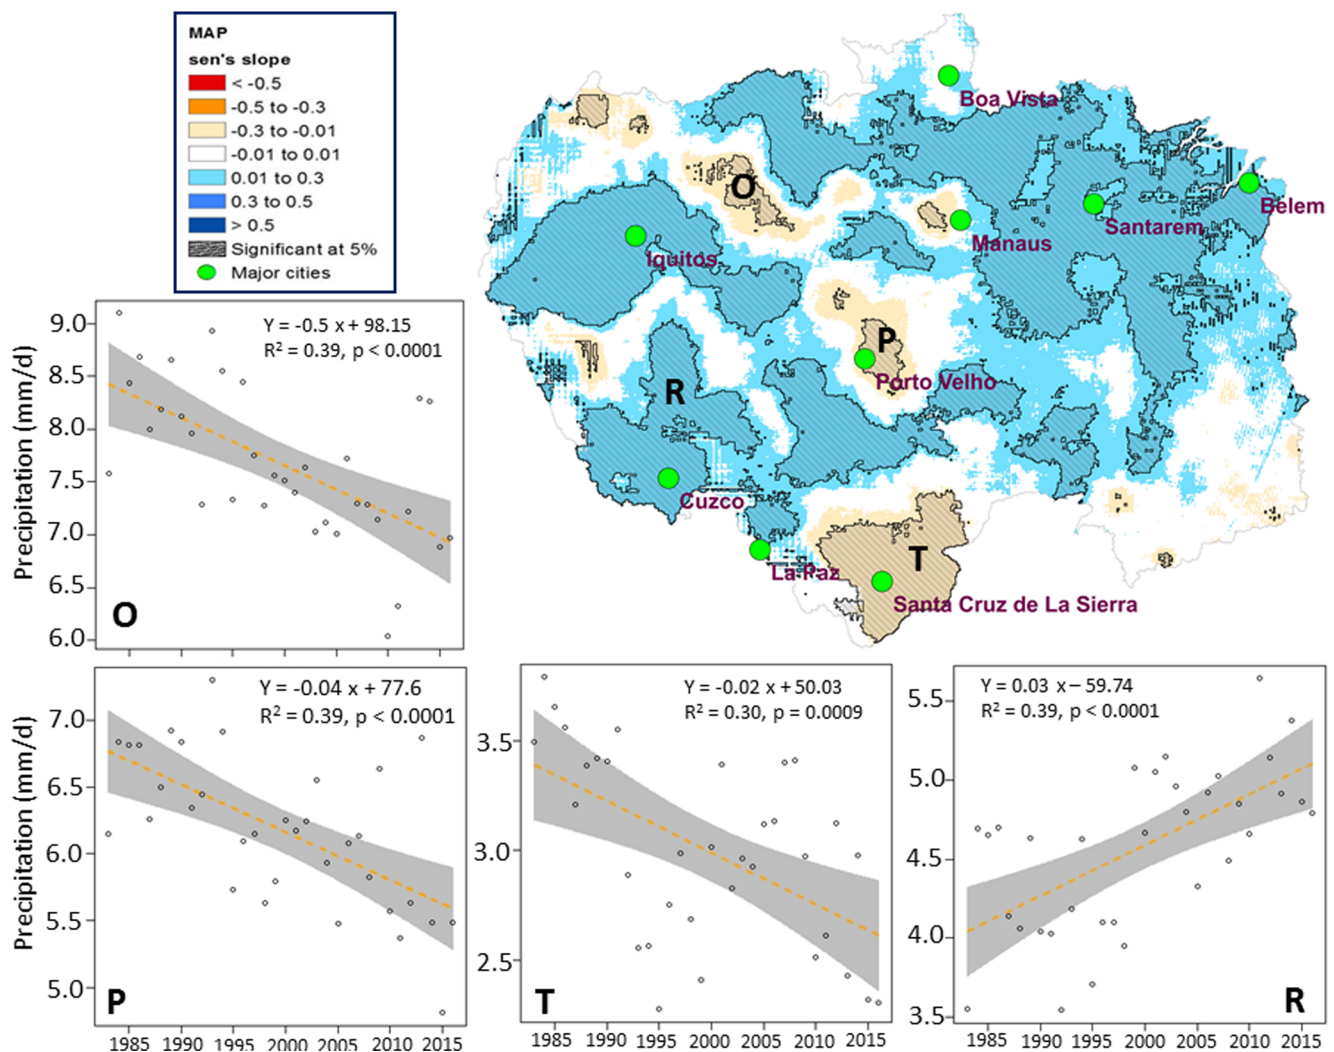 MAP
sen's slope
< -0.5
-0.5 to -0.3
-0.3 to -0.01
-0.01 to 0.01
0.01 to 0.3
0.3 to 0.5
> 0.5
Significant at 5%
Major cities
Boa Vista
Belem
Santarem
Manaus
Iquitos
Porto Velho
Cuzco
La Paz
Santa Cruz de La Sierra
O
P
R
T
Precipitation (mm/d)
9.0
8.5
8.0
7.5
7.0
6.5
6.0
Y = -0.5 x + 98.15
R² = 0.39, p < 0.0001
O
Precipitation (mm/d)
7.0
6.5
6.0
5.5
5.0
Y = -0.04 x + 77.6
R² = 0.39, p < 0.0001
P
1985 1990 1995 2000 2005 2010 2015
3.5
3.0
2.5
Y = -0.02 x + 50.03
R² = 0.30, p = 0.0009
T
1985 1990 1995 2000 2005 2010 2015
5.5
5.0
4.5
4.0
3.5
Y = 0.03 x – 59.74
R² = 0.39, p < 0.0001
R
1985 1990 1995 2000 2005 2010 2015